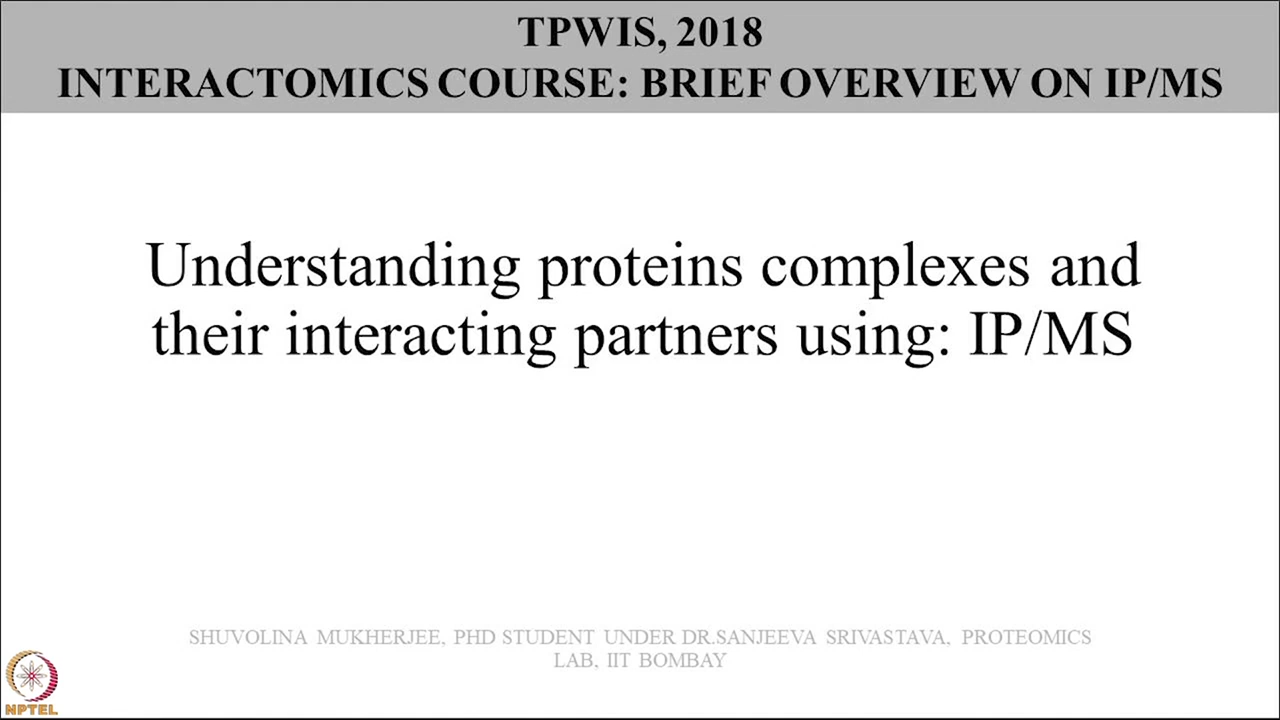 TPWIS, 2018
INTERACTOMICS COURSE: BRIEF OVERVIEW ON IP/MS
Understanding proteins complexes and
their interacting partners using: IP/MS
SHUVOLINA MUKHERJEE, PHD STUDENT UNDER DR.SANJEEVA SRIVASTAVA, PROTEOMICS
LAB, IIT BOMBAY
NPTEL